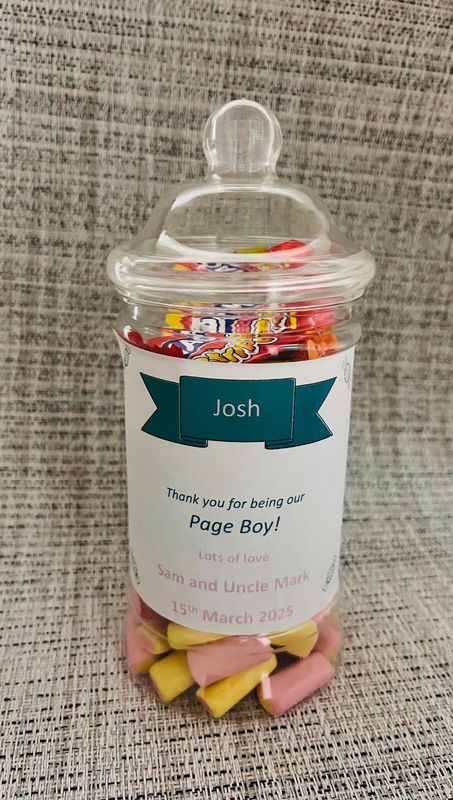 Josh
Thank you for being our
Page Boy!
Lots of love
Sam and Uncle Mark
15th March 2025